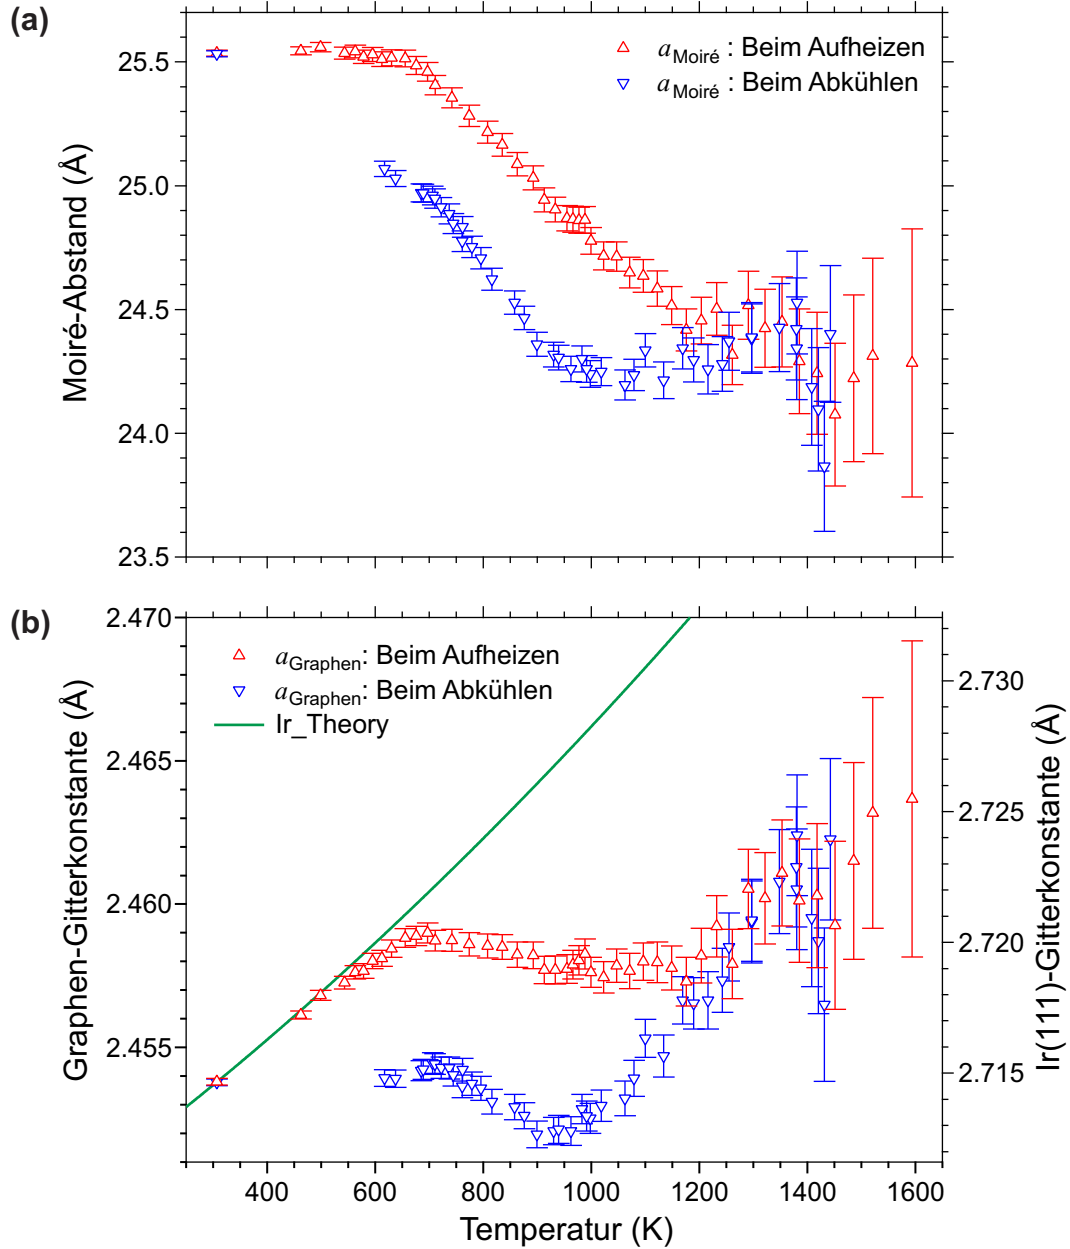 (a)
Moiré-Abstand (Å)
25.5
25.0
24.5
24.0
23.5
aMoiré : Beim Aufheizen
aMoiré : Beim Abkühlen
(b)
Graphen-Gitterkonstante (Å)
2.470
2.465
2.460
2.455
aGraphen: Beim Aufheizen
aGraphen: Beim Abkühlen
Ir_Theory
2.730
2.725
2.720
2.715
Ir(111)-Gitterkonstante (Å)
400 600 800 1000 1200 1400 1600
Temperatur (K)